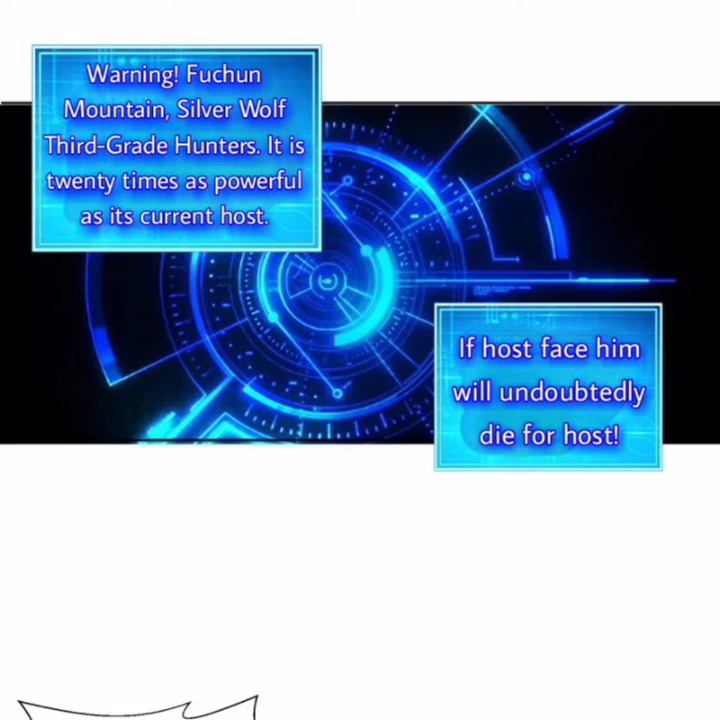 Warning! Fuchun
Mountain, Silver Wolf
Third-Grade Hunters. It is
twenty times as powerful
as its current host.
If host face him
will undoubtedly
die for host!